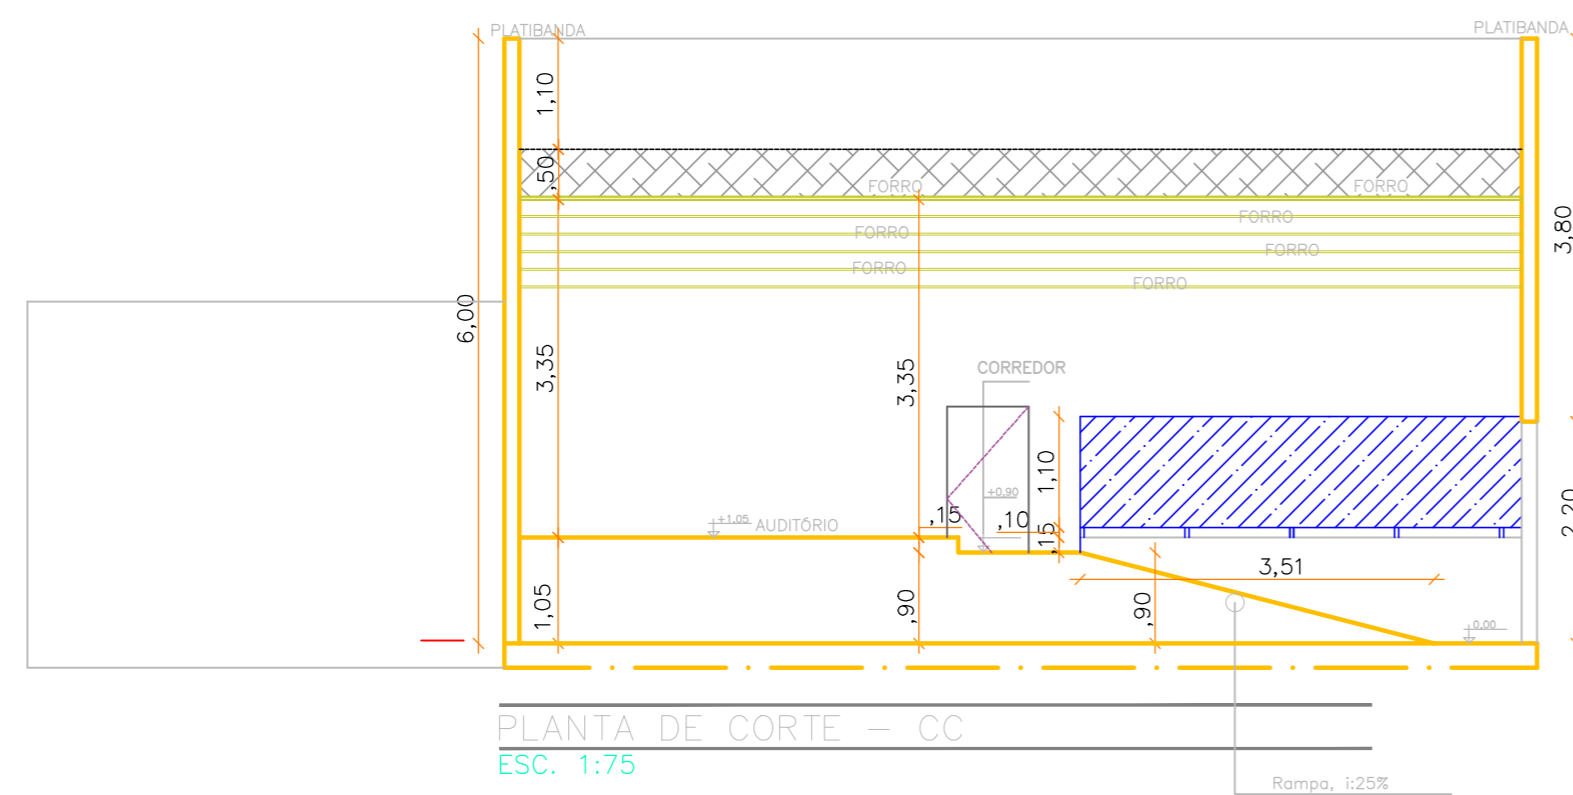 PLATIBANDA
PLATIBANDA
1,10
,50
FORRO
FORRO
FORRO
FORRO
FORRO
FORRO
FORRO
3,80
6,00
3,35
3,35
CORREDOR
1,10
+0.90
,15
,10
,15
+1.05
AUDITÓRIO
2,20
3,51
1,05
,90
,90
0.00
PLANTA DE CORTE – CC
ESC. 1:75
Rampa, i:25%